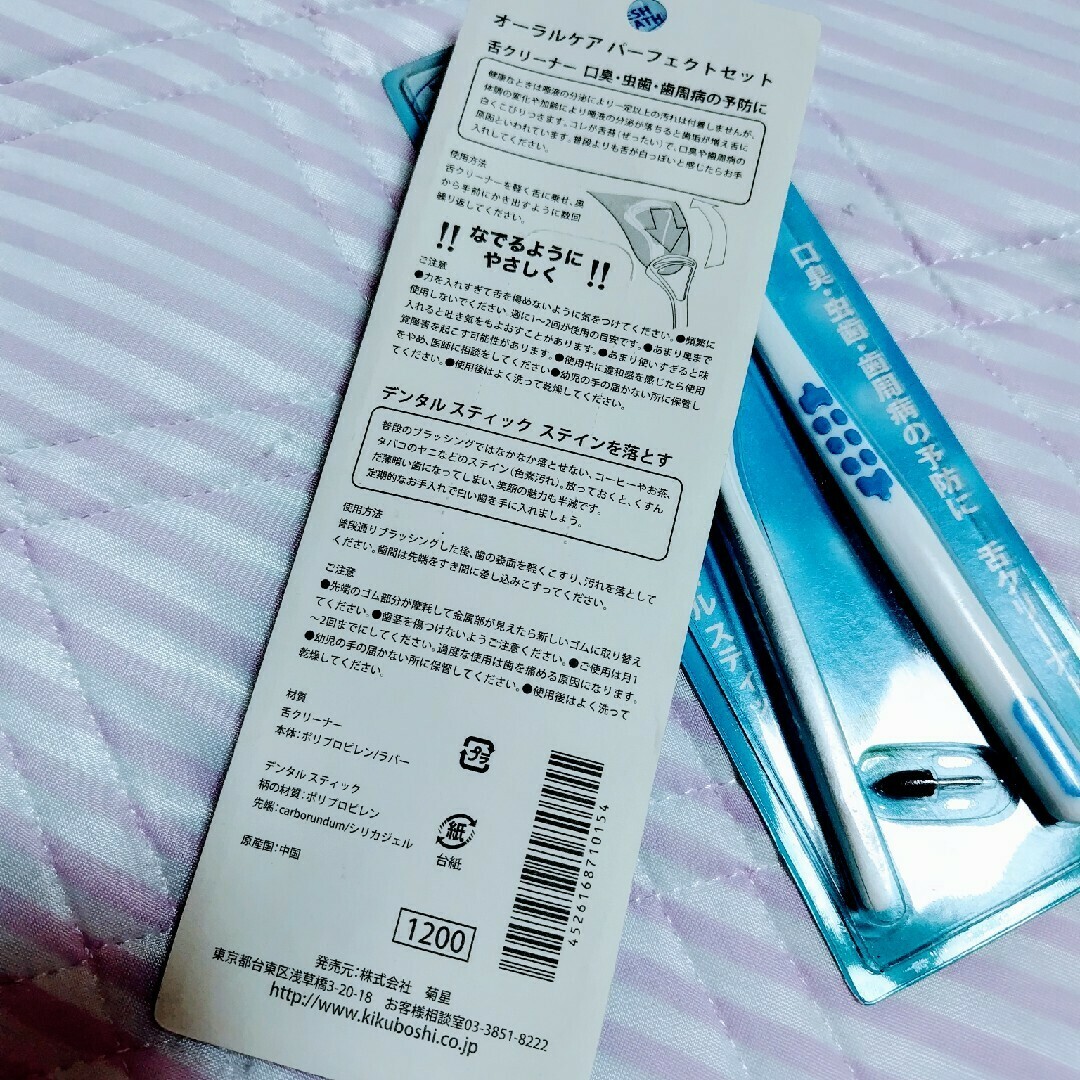 SH
ATH
オーラルケア パーフェクトセット
舌クリーナー 口臭・虫歯・歯周病の予防に
健康なときは唾液の分泌により一定以上の汚れは付着しませんが、
体調の変化や加齢により唾液の分泌が落ちると歯垢が増え舌に
白くこびりつきます。コレが舌苔(ぜったい)で、口臭や歯周病の
原因といわれています。普段よりも舌が白っぽいと感じたらお手
入れしてください。
使用方法
舌クリーナーを軽く舌に乗せ、奥
から手前にかき出すように数回
繰り返してください。
!! なでるように
やさしく !!
ご注意
●力を入れすぎて舌を傷めないように気をつけてください。●頻繁に
使用しないでください。週に1〜2回が使用の目安です。●あまり奥まで
入れると吐き気をもよおすことがあります。●あまり使いすぎると味
覚障害を起こす可能性があります。●使用中に違和感を感じたら使用
をやめ、医師に相談をしてください●幼児の手の届かない所に保管し
てください。●使用後はよく洗って乾燥してください。
デンタル スティック ステインを落とす
普段のブラッシングではなかなか落とせない、コーヒーやお茶、
タバコのヤニなどのステイン(色素汚れ)。放っておくと、くすん
だ薄暗い歯になってしまい、笑顔の魅力も半減です。
定期的なお手入れで白い歯を手に入れましょう。
使用方法
普段通りブラッシングした後、歯の表面を軽くこすり、汚れを落として
ください。歯間は先端をすき間に差し込みこすってください。
ご注意
●先端のゴム部分が摩耗して金属部が見えたら新しいゴムに取り替え
てください。●歯茎を傷つけないようご注意ください。●ご使用は月1
〜2回までにしてください。過度な使用は歯を痛める原因になります。
●幼児の手の届かない所に保管してください。●使用後はよく洗って
乾燥してください。
材質
舌クリーナー
本体：ポリプロピレン/ラバー
デンタル スティック
柄の材質：ポリプロピレン
先端：carborundum/シリカジェル
原産国：中国
プラ
紙
台紙
4526168710154
1200
発売元：株式会社 菊星
東京都台東区浅草橋3-20-18 お客様相談室03-3851-8222
http://www.kikuboshi.co.jp
口臭・虫歯・歯周病の予防に 舌クリーナー
ル スティ